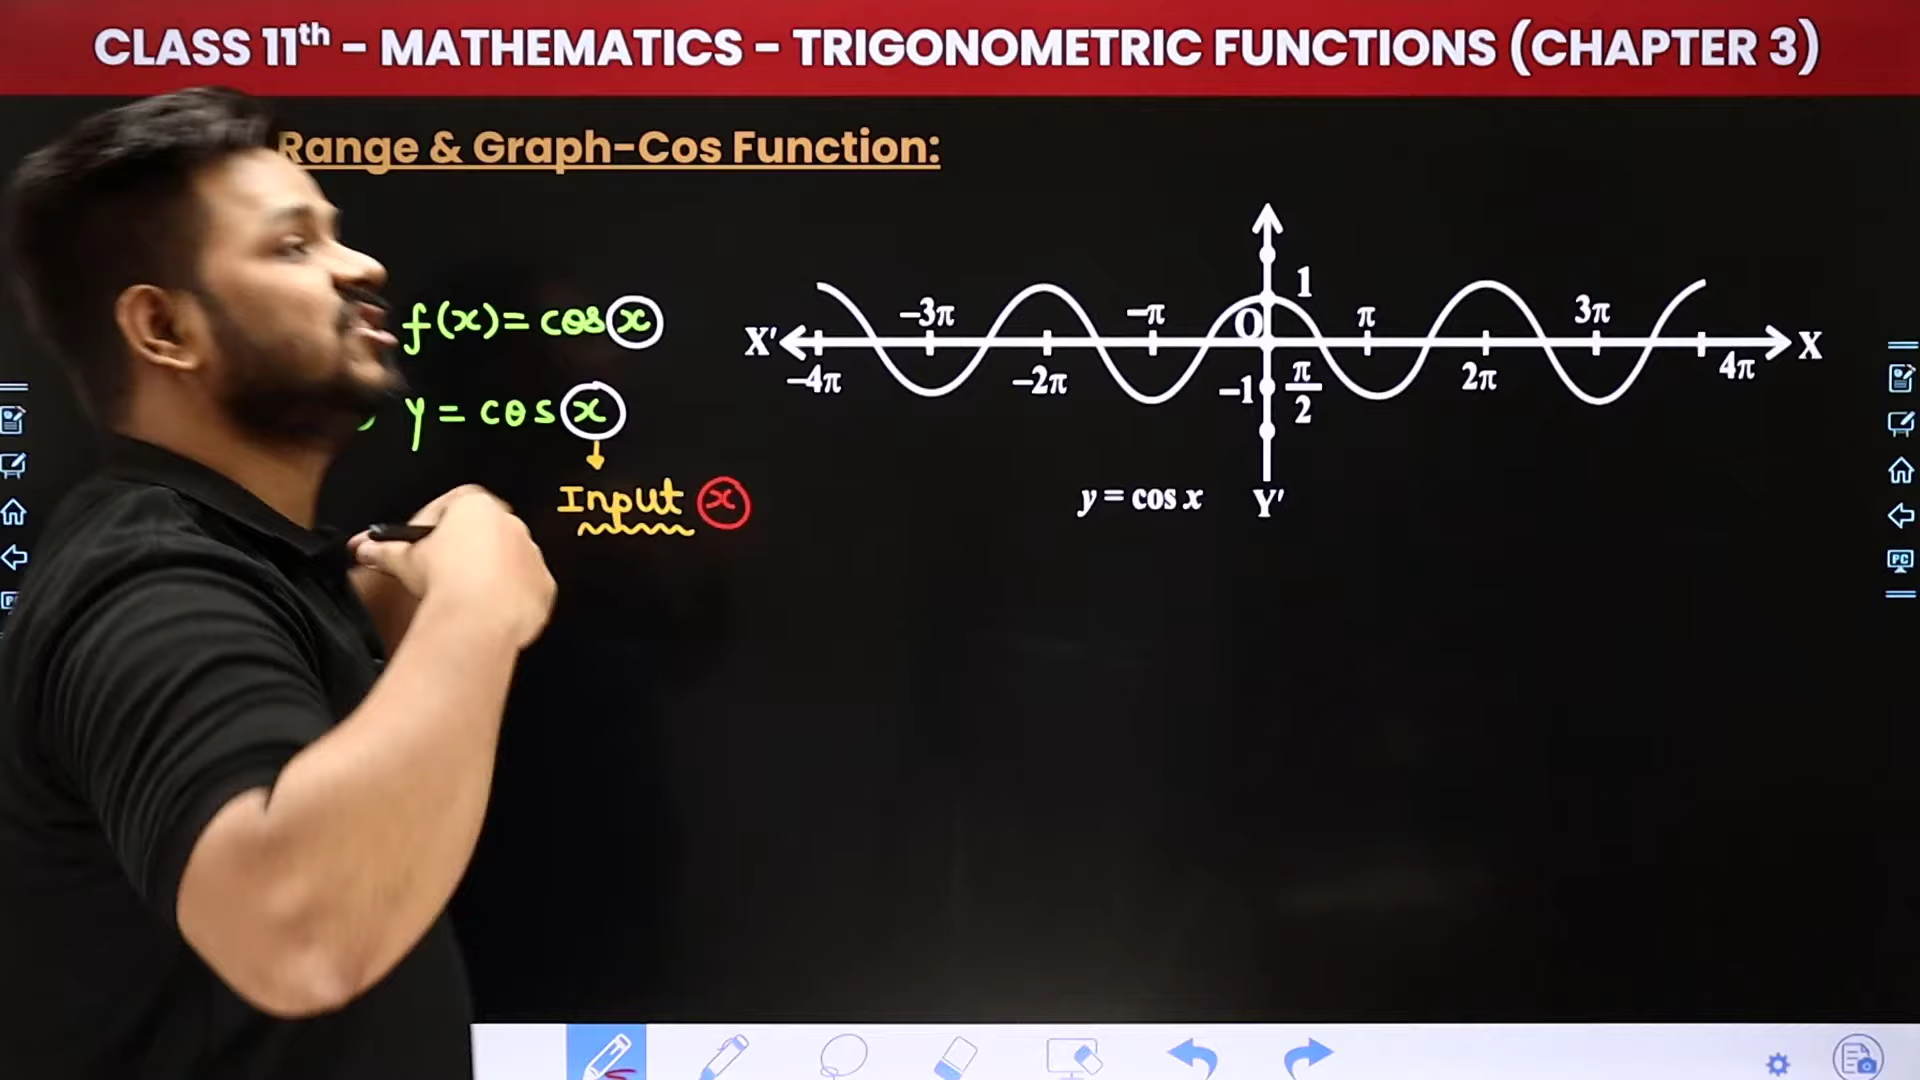 CLASS 11th - MATHEMATICS - TRIGONOMETRIC FUNCTIONS (CHAPTER 3)
Range & Graph-Cos Function:
f(x) = cos x
y = cos x
Input x
1
-3π -π O π 3π
X' X
-4π -2π -1 π/2 2π 4π
y = cos x Y'
PC